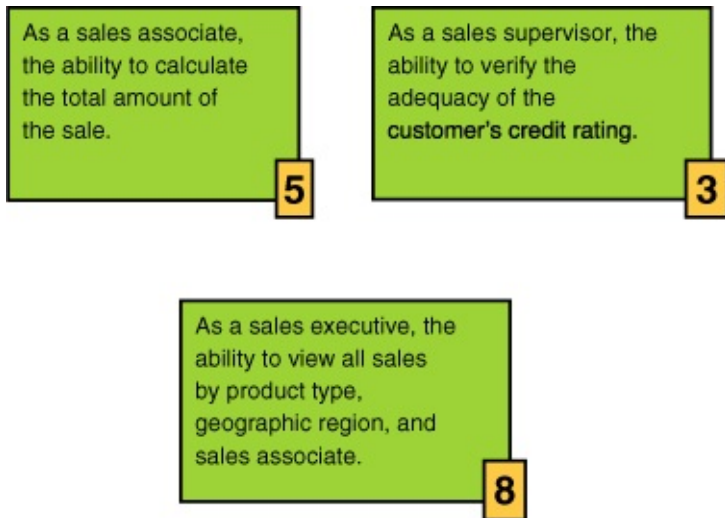 As a sales associate,
the ability to calculate
the total amount of
the sale.
5
As a sales supervisor, the
ability to verify the
adequacy of the
customer's credit rating.
3
As a sales executive, the
ability to view all sales
by product type,
geographic region, and
sales associate.
8